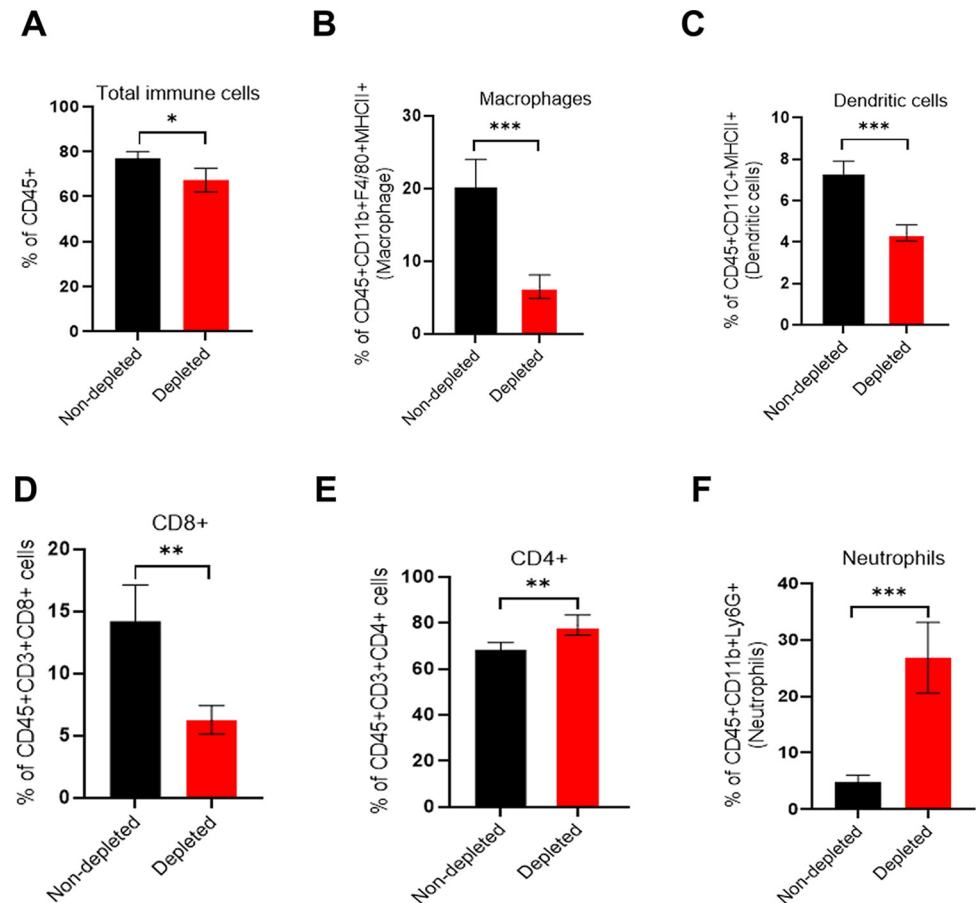 A
Total immune cells
% of CD45+
100
80
60
40
20
0
*
Non-depleted
Depleted
B
Macrophages
% of CD45+CD11b+F4/80+MHCII+
(Macrophage)
30
20
10
0
***
Non-depleted
Depleted
C
Dendritic cells
% of CD45+CD11C+MHCII+
(Dendritic cells)
10
8
6
4
2
0
***
Non-depleted
Depleted
D
CD8+
% of CD45+CD3+CD8+ cells
20
15
10
5
0
**
Non-depleted
Depleted
E
CD4+
% of CD45+CD3+CD4+ cells
100
80
60
40
20
0
**
Non-depleted
Depleted
F
Neutrophils
% of CD45+CD11b+Ly6G+
(Neutrophils)
40
30
20
10
0
***
Non-depleted
Depleted